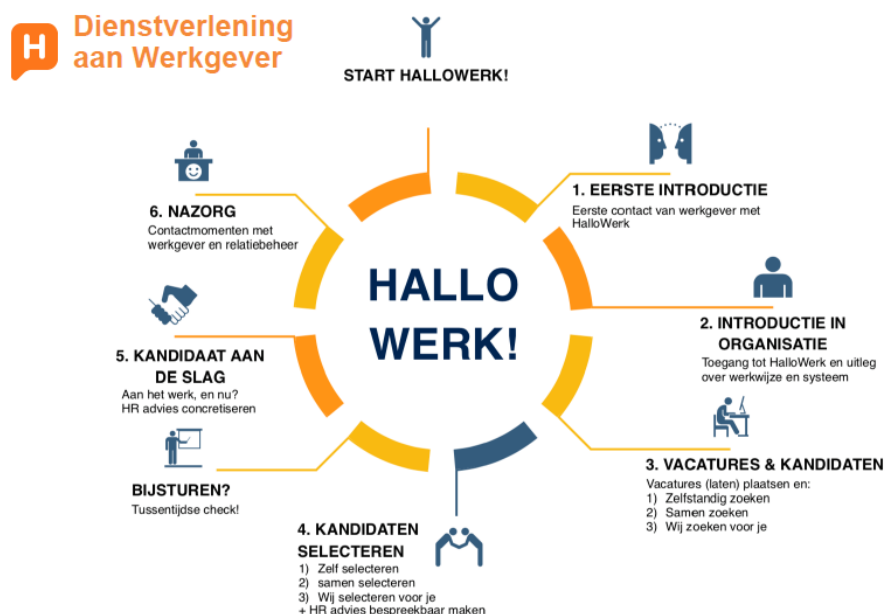 H
Dienstverlening
aan Werkgever
START HALLOWERK!
1. EERSTE INTRODUCTIE
Eerste contact van werkgever met
HalloWerk
2. INTRODUCTIE IN
ORGANISATIE
Toegang tot HalloWerk en uitleg
over werkwijze en systeem
3. VACATURES & KANDIDATEN
Vacatures (laten) plaatsen en:
1) Zelfstandig zoeken
2) Samen zoeken
3) Wij zoeken voor je
4. KANDIDATEN
SELECTEREN
1) Zelf selecteren
2) samen selecteren
3) Wij selecteren voor je
+ HR advies bespreekbaar maken
BIJSTUREN?
Tussentijdse check!
5. KANDIDAAT AAN
DE SLAG
Aan het werk, en nu?
HR advies concretiseren
6. NAZORG
Contactmomenten met
werkgever en relatiebeheer
HALLO
WERK!